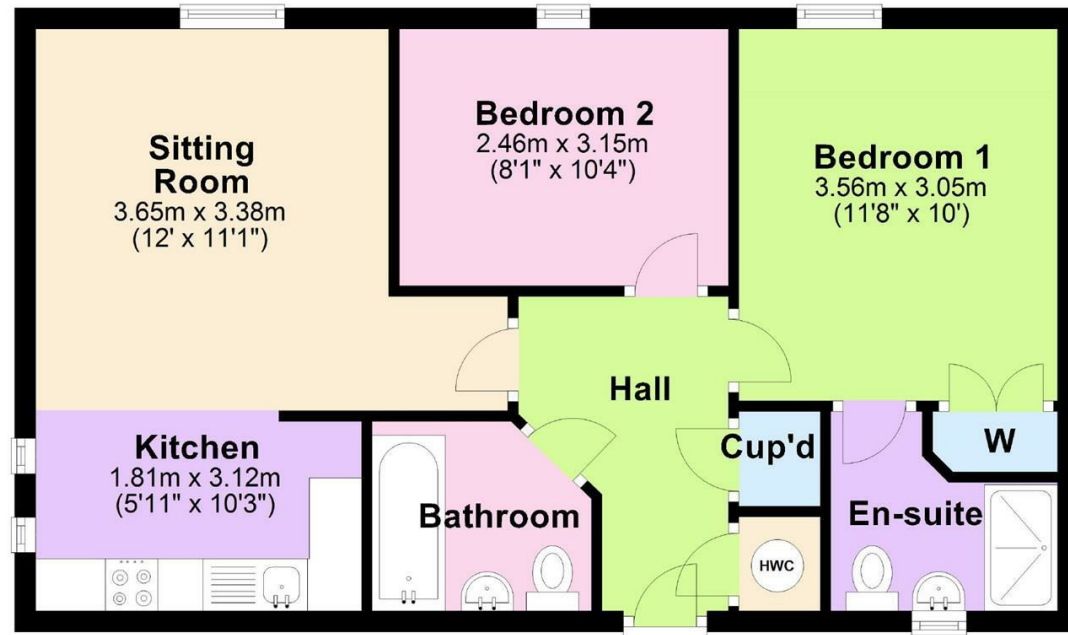 Sitting
Room
3.65m x 3.38m
(12' x 11'1")
Bedroom 2
2.46m x 3.15m
(8'1" x 10'4")
Bedroom 1
3.56m x 3.05m
(11'8" x 10')
Hall
Kitchen
1.81m x 3.12m
(5'11" x 10'3")
Bathroom
Cup'd
W
En-suite
HWC